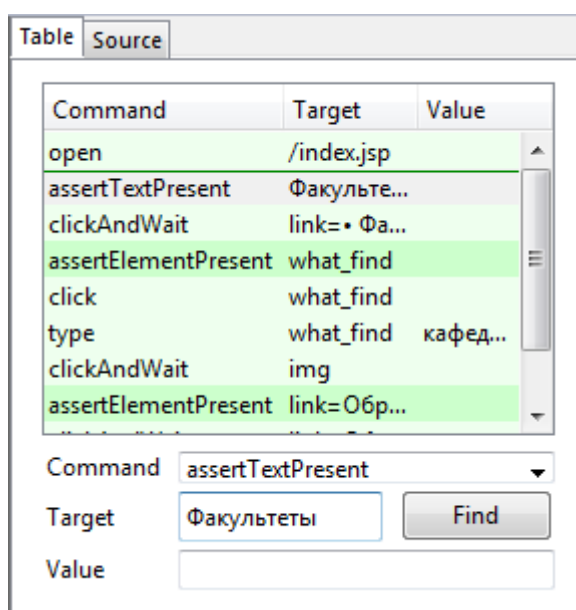 Table Source
Command Target Value
open /index.jsp
assertTextPresent Факульте...
clickAndWait link=• Фа...
assertElementPresent what_find
click what_find
type what_find кафед...
clickAndWait img
assertElementPresent link=Обр...
Command assertTextPresent
Target Факультеты Find
Value